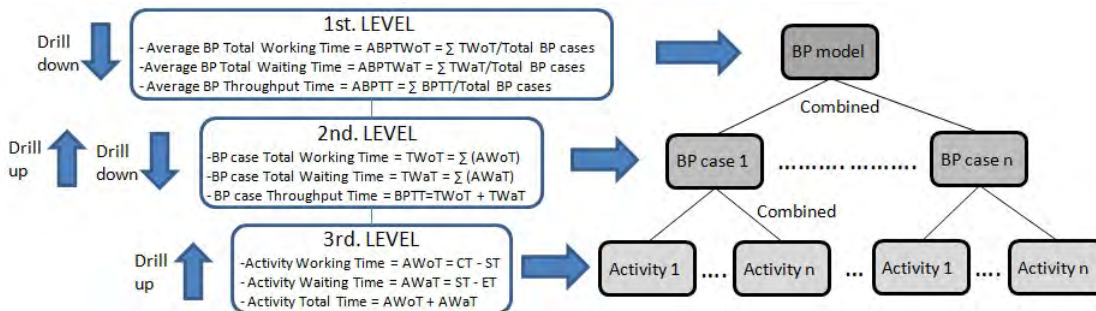 1st. LEVEL
- Average BP Total Working Time = ABPTWoT = ∑ TWoT/Total BP cases
-Average BP Total Waiting Time = ABPTWaT = ∑ TWaT/Total BP cases
- Average BP Throughput Time = ABPTT = ∑ BPTT/Total BP cases
Drill
down
BP model
Combined
2nd. LEVEL
-BP case Total Working Time = TWoT = ∑ (AWoT)
-BP case Total Waiting Time = TWaT = ∑ (AWaT)
- BP case Throughput Time = BPTT=TWoT + TWaT
Drill
up
Drill
down
BP case 1
......... .........
BP case n
Combined
3rd. LEVEL
-Activity Working Time = AWoT = CT - ST
-Activity Waiting Time = AWaT = ST - ET
-Activity Total Time = AWoT + AWaT
Drill
up
Activity 1
....
Activity n
...
Activity 1
....
Activity n